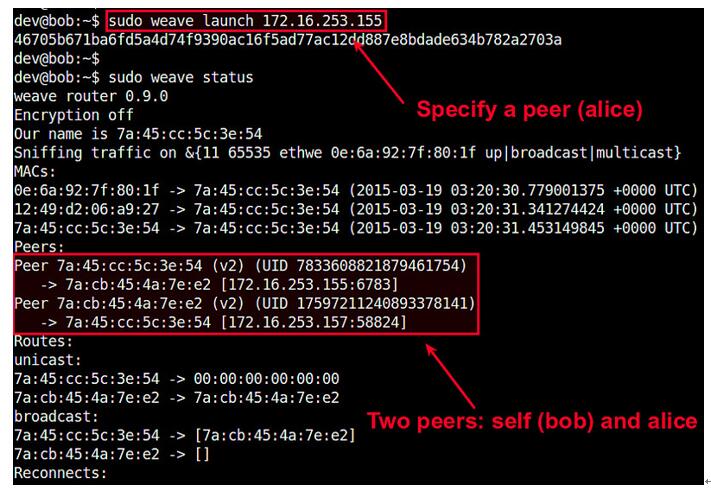 dev@bob:~$ sudo weave launch 172.16.253.155
46705b671ba6fd5a4d74f9390ac16f5ad77ac12dd887e8bdade634b782a2703a
dev@bob:~$
dev@bob:~$ sudo weave status
weave router 0.9.0
Encryption off
Our name is 7a:45:cc:5c:3e:54
Sniffing traffic on &{11 65535 ethwe 0e:6a:92:7f:80:1f up|broadcast|multicast}
MACs:
0e:6a:92:7f:80:1f -> 7a:45:cc:5c:3e:54 (2015-03-19 03:20:30.779001375 +0000 UTC)
12:49:d2:06:a9:27 -> 7a:45:cc:5c:3e:54 (2015-03-19 03:20:31.341274424 +0000 UTC)
7a:45:cc:5c:3e:54 -> 7a:45:cc:5c:3e:54 (2015-03-19 03:20:31.453149845 +0000 UTC)
Peers:
Peer 7a:45:cc:5c:3e:54 (v2) (UID 7833608821879461754)
-> 7a:cb:45:4a:7e:e2 [172.16.253.155:6783]
Peer 7a:cb:45:4a:7e:e2 (v2) (UID 17597211240893378141)
-> 7a:45:cc:5c:3e:54 [172.16.253.157:58824]
Routes:
unicast:
7a:45:cc:5c:3e:54 -> 00:00:00:00:00:00
7a:cb:45:4a:7e:e2 -> 7a:cb:45:4a:7e:e2
broadcast:
7a:45:cc:5c:3e:54 -> [7a:cb:45:4a:7e:e2]
7a:cb:45:4a:7e:e2 -> []
Reconnects:
Specify a peer (alice)
Two peers: self (bob) and alice